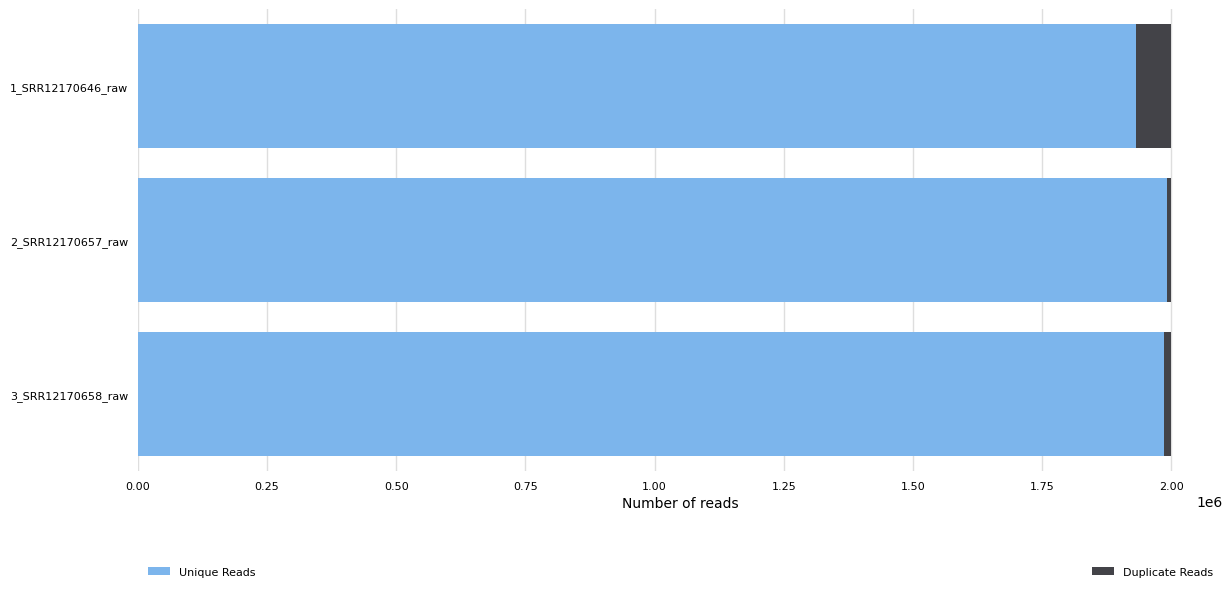 1_SRR12170646_raw
2_SRR12170657_raw
3_SRR12170658_raw
0.00 0.25 0.50 0.75 1.00 1.25 1.50 1.75 2.00
Number of reads 1e6
Unique Reads Duplicate Reads